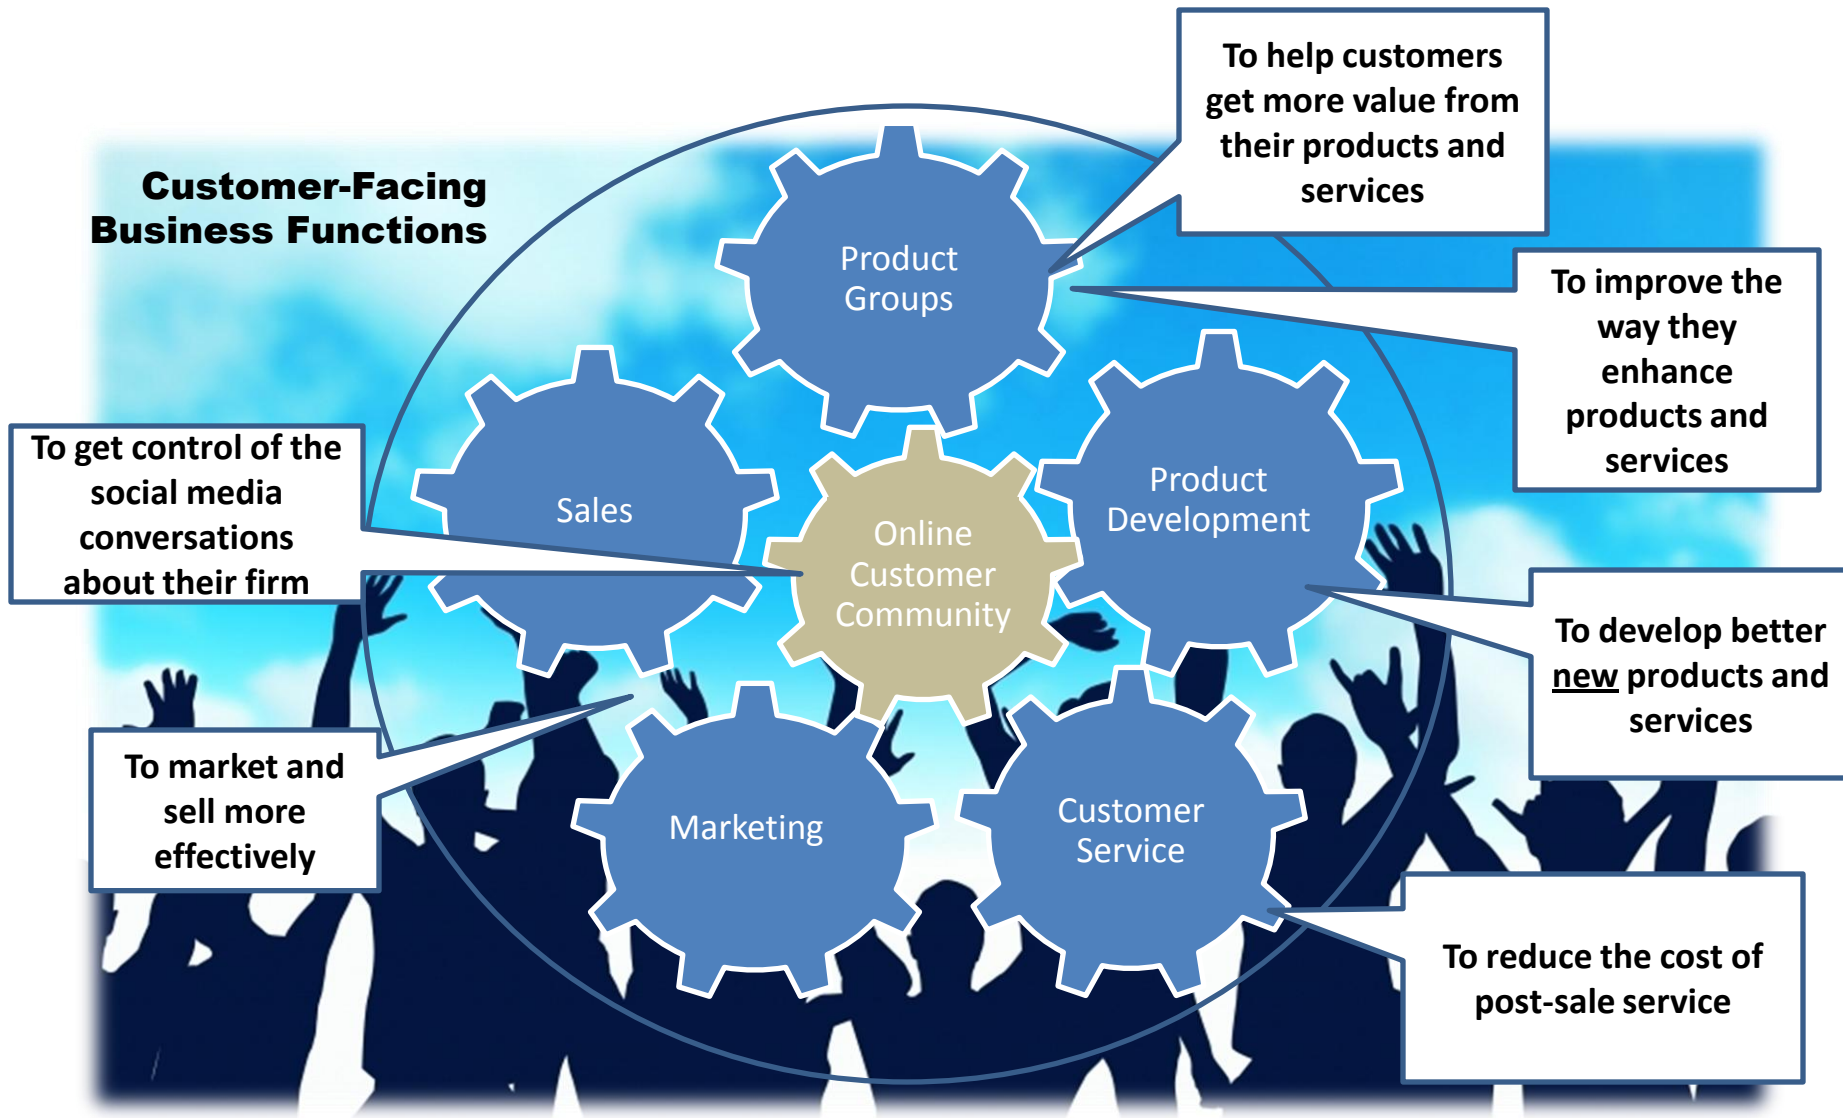 Customer-Facing
Business Functions
To help customers
get more value from
their products and
services
Product
Groups
To improve the
way they
enhance
products and
services
To get control of the
social media
conversations
about their firm
Sales
Online
Customer
Community
Product
Development
To develop better
new products and
services
To market and
sell more
effectively
Marketing
Customer
Service
To reduce the cost of
post-sale service